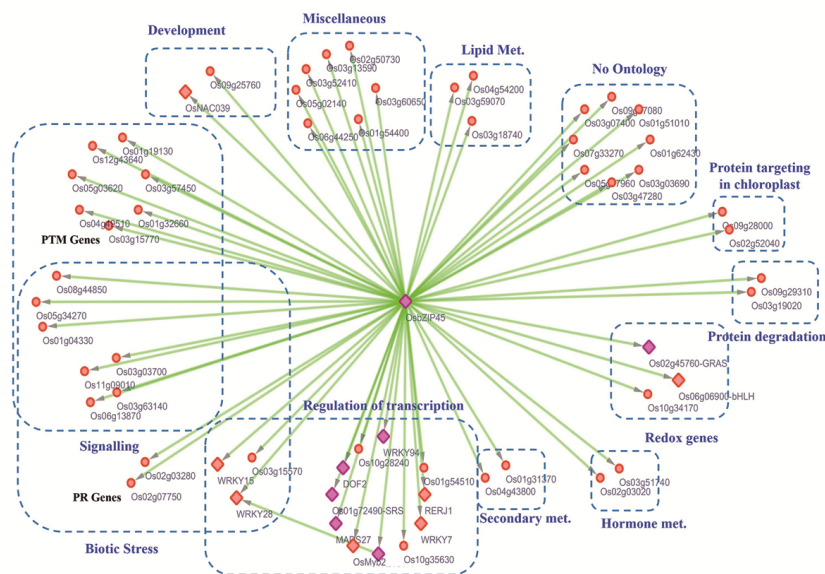 Development
Os09g25760
OsNAC039
Miscellaneous
Os02g50730
Os03g13590
Os03g52410
Os05g02140
Os03g60650
Os06g44250
Os01g54400
Lipid Met.
Os04g54200
Os03g59070
Os03g18740
No Ontology
Os03g07400
Os01g51010
Os07g33270
Os01g62430
Os03g03690
Os03g47280
Protein targeting
in chloroplast
Os09g28000
Os02g52040
Os09g29310
Os03g19020
Protein degradation
Os01g19130
Os12g43640
Os05g03620
Os03g57450
Os01g32660
Os03g15770
PTM Genes
OsbZIP45
Os08g44850
Os05g34270
Os01g04330
Os03g03700
Os11g09010
Os03g63140
Os06g13870
Signalling
Os02g03280
PR Genes
Os02g07750
Biotic Stress
Regulation of transcription
WRKY94
Os10g28240
Os03g15570
WRKY15
DOF2
Os01g54510
WRKY28
Os01g72490-SRS
RERJ1
MADS27
WRKY7
OsMyb2
Os10g35630
Os01g31370
Os04g43800
Secondary met.
Os03g51740
Os02g03020
Hormone met.
Os02g45760-GRAS
Os06g06900-bHLH
Os10g34170
Redox genes